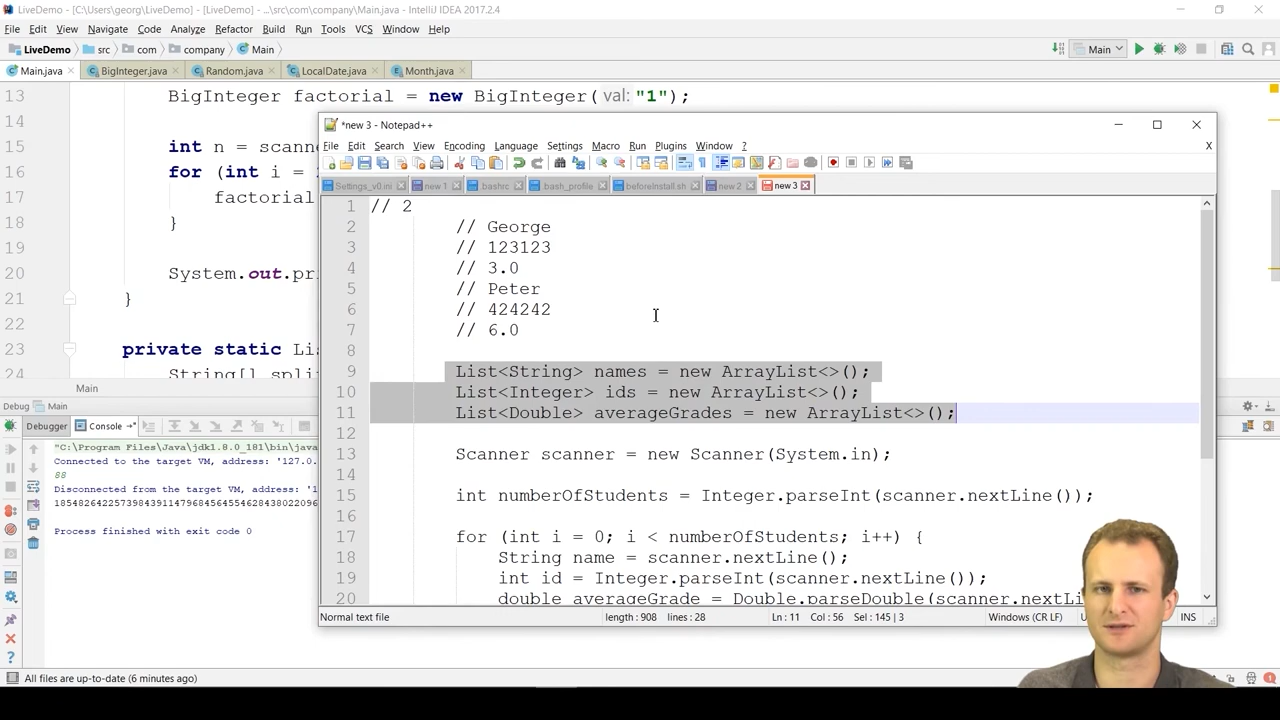 LiveDemo - [C:\Users\georg\LiveDemo] - [LiveDemo] - ...\src\com\company\Main.java - IntelliJ IDEA 2017.2.4
File Edit View Navigate Code Analyze Refactor Build Run Tools VCS Window Help
LiveDemo src com company Main
Main
Main.java BigInteger.java Random.java LocalDate.java Month.java
13 BigInteger factorial = new BigInteger( val: "1");
14
15 int n = scann
16 for (int i =
17 factorial
18 }
19
20 System.out.pri
21 }
22
23 private static Lis
24 String[] spli
Main
Debug Main
Debugger Console
"C:\Program Files\Java\jdk1.8.0_181\bin\java
Connected to the target VM, address: '127.0.
88
Disconnected from the target VM, address: '1
Process finished with exit code 0
All files are up-to-date (6 minutes ago)
*new 3 - Notepad++
File Edit Search View Encoding Language Settings Macro Run Plugins Window ? X
Settings_v0.ini new 1 bashrc bash_profile beforeInstall.sh new 2 new 3
1 // 2
2 // George
3 // 123123
4 // 3.0
5 // Peter
6 // 424242
7 // 6.0
8
9 List<String> names = new ArrayList<>();
10 List<Integer> ids = new ArrayList<>();
11 List<Double> averageGrades = new ArrayList<>();
12
13 Scanner scanner = new Scanner(System.in);
14
15 int numberOfStudents = Integer.parseInt(scanner.nextLine());
16
17 for (int i = 0; i < numberOfStudents; i++) {
18 String name = scanner.nextLine();
19 int id = Integer.parseInt(scanner.nextLine());
20 double averageGrade = Double.parseDouble(scanner.nextLi
Normal text file length : 908 lines : 28 Ln : 11 Col : 56 Sel : 145 | 3 Windows (CR LF) INS